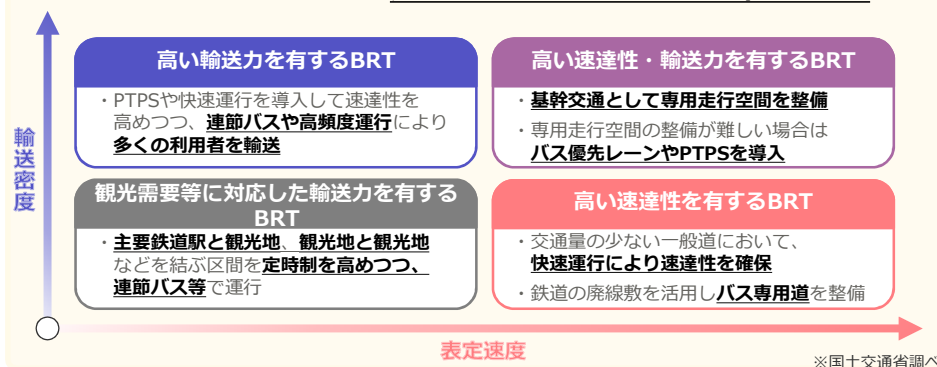 高い輸送力を有するBRT
・PTPSや快速運行を導入して速達性を
高めつつ、連節バスや高頻度運行により
多くの利用者を輸送
高い速達性・輸送力を有するBRT
・基幹交通として専用走行空間を整備
・専用走行空間の整備が難しい場合は
バス優先レーンやPTPSを導入
輸送密度
観光需要等に対応した輸送力を有する
BRT
・主要鉄道駅と観光地、観光地と観光地
などを結ぶ区間を定時制を高めつつ、
連節バス等で運行
高い速達性を有するBRT
・交通量の少ない一般道において、
快速運行により速達性を確保
・鉄道の廃線敷を活用しバス専用道を整備
表定速度
※国土交通省調べ